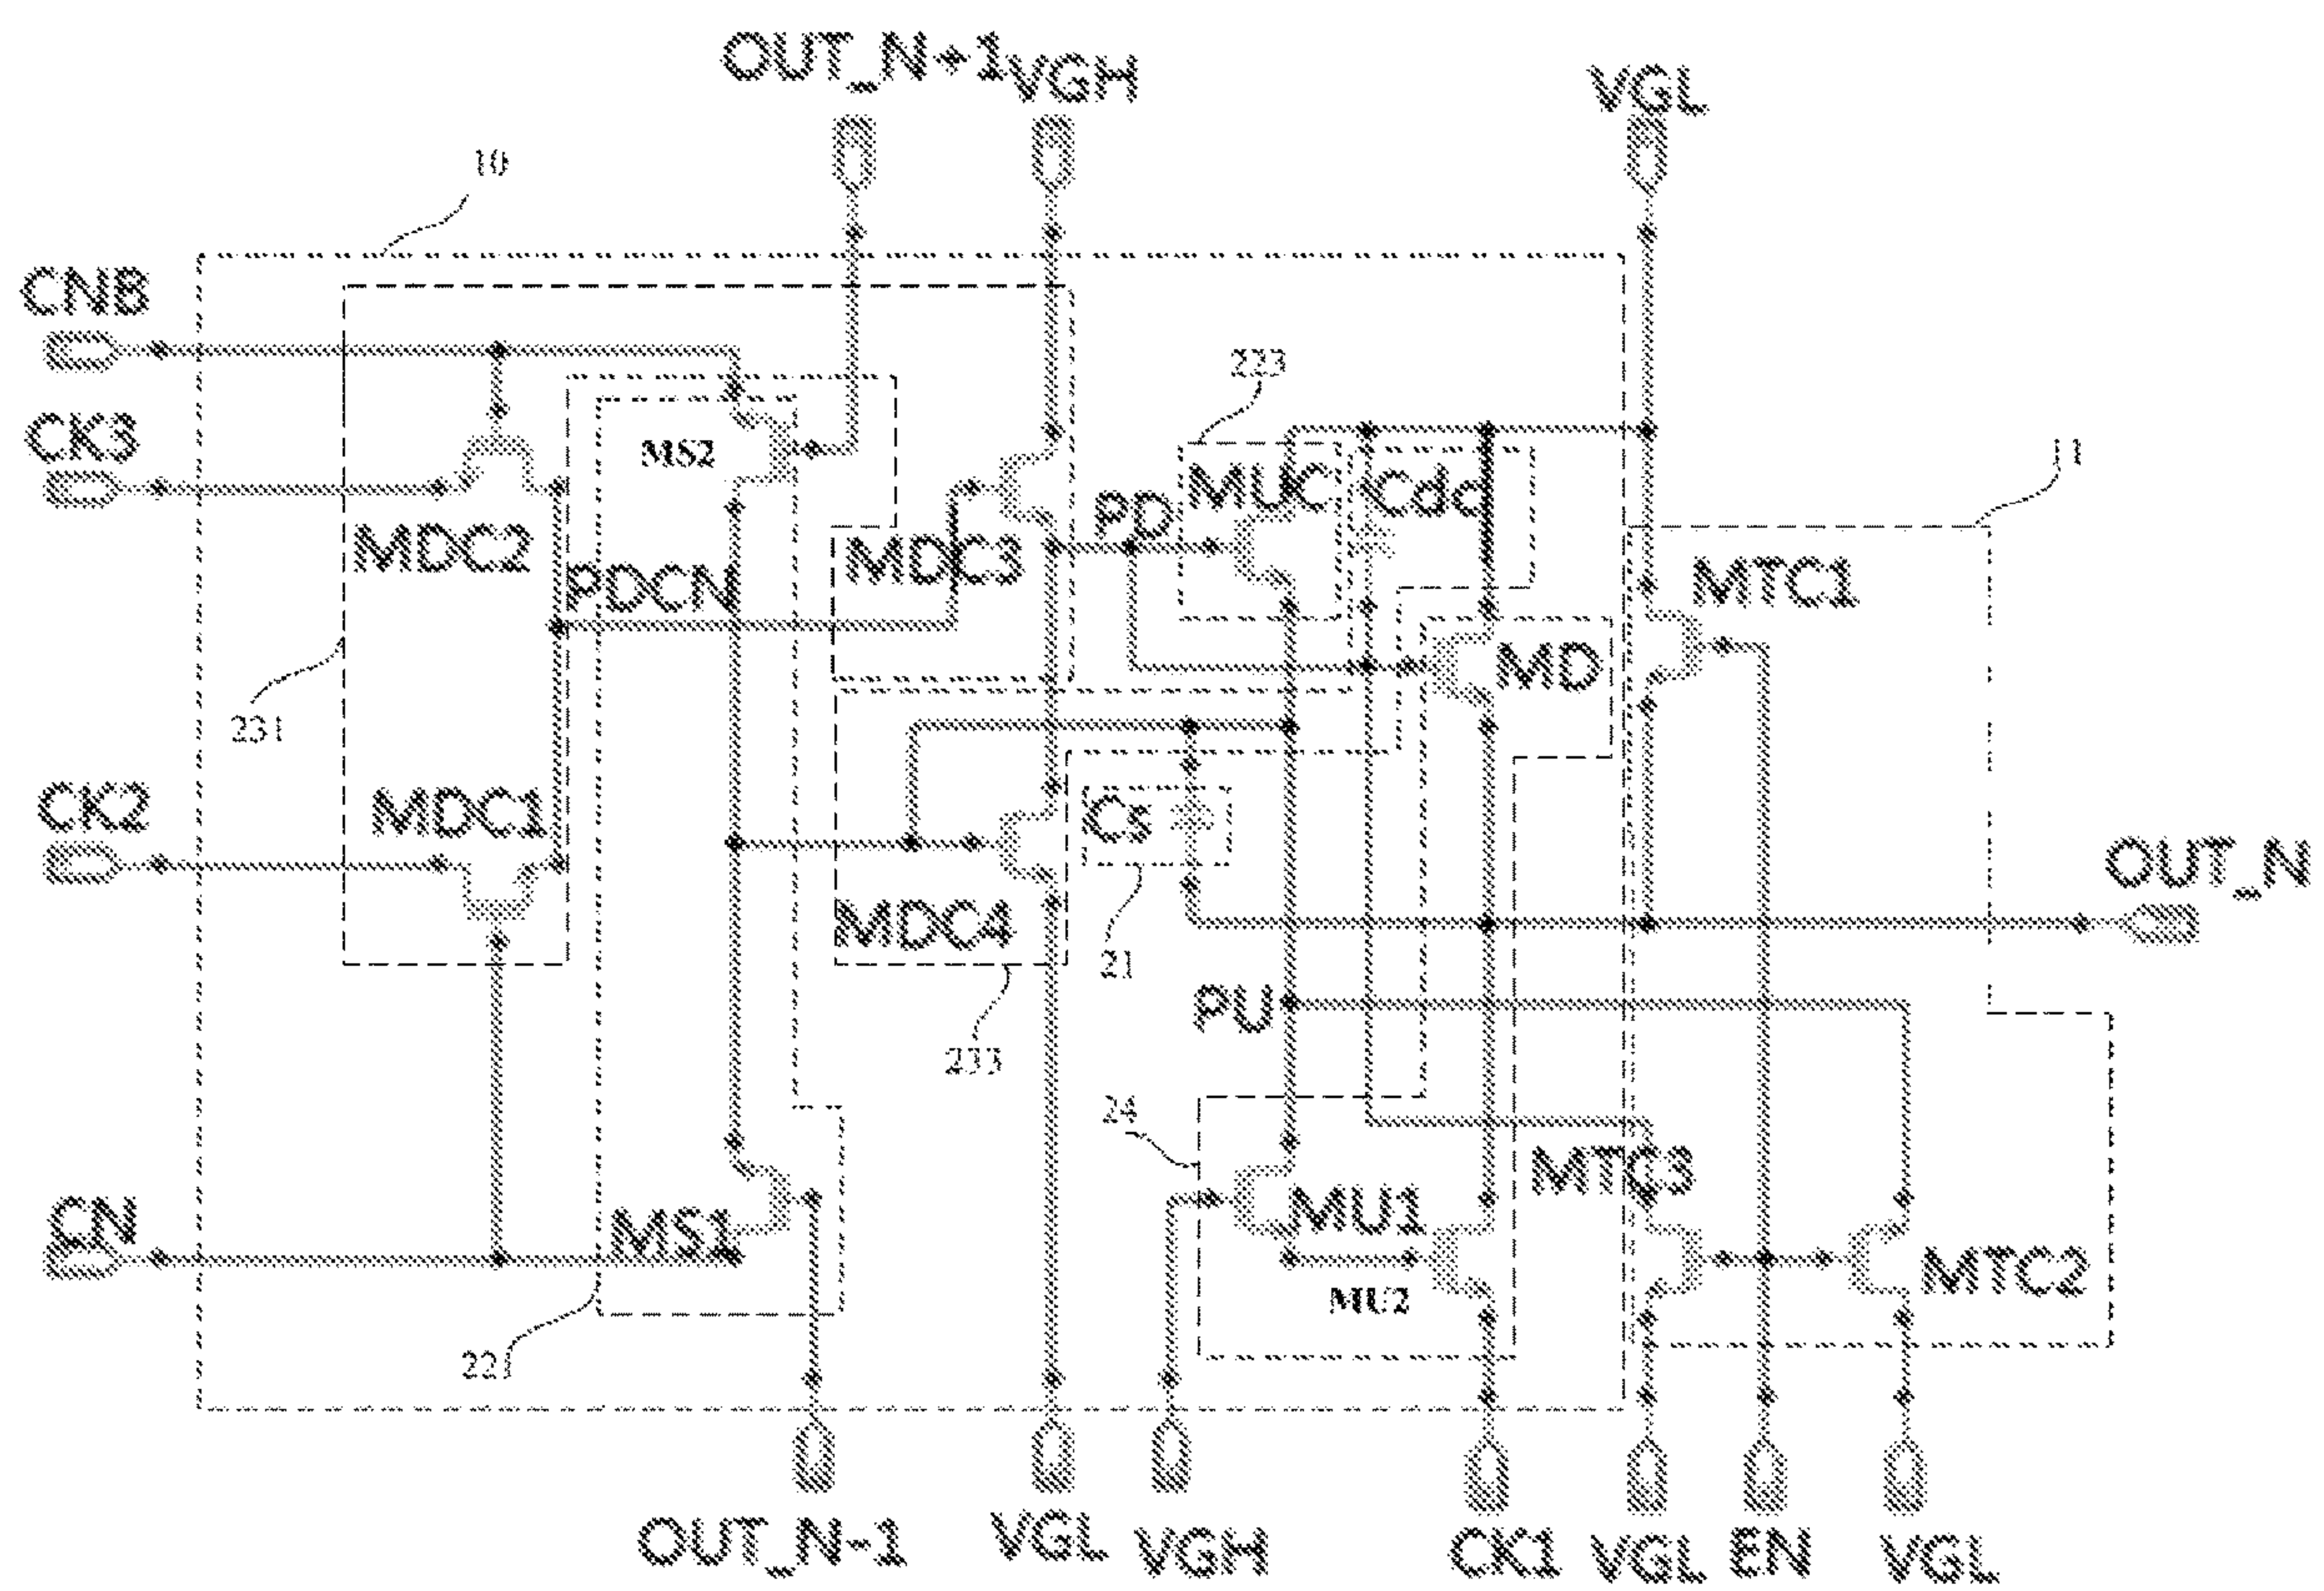 OUT_N+1
VGH
VGL
10
CNB
223
CK3
MS2
11
MUC
Cdd
PD
MDC2
MDC3
MTC1
PDCN
MD
231
CK2
MDC1
Cs
OUT_N
MDC4
21
PU
233
24
MTC3
CN
MU1
MS1
MTC2
MU2
221
OUT_N-1
VGL
VGH
CK1
VGL
EN
VGL